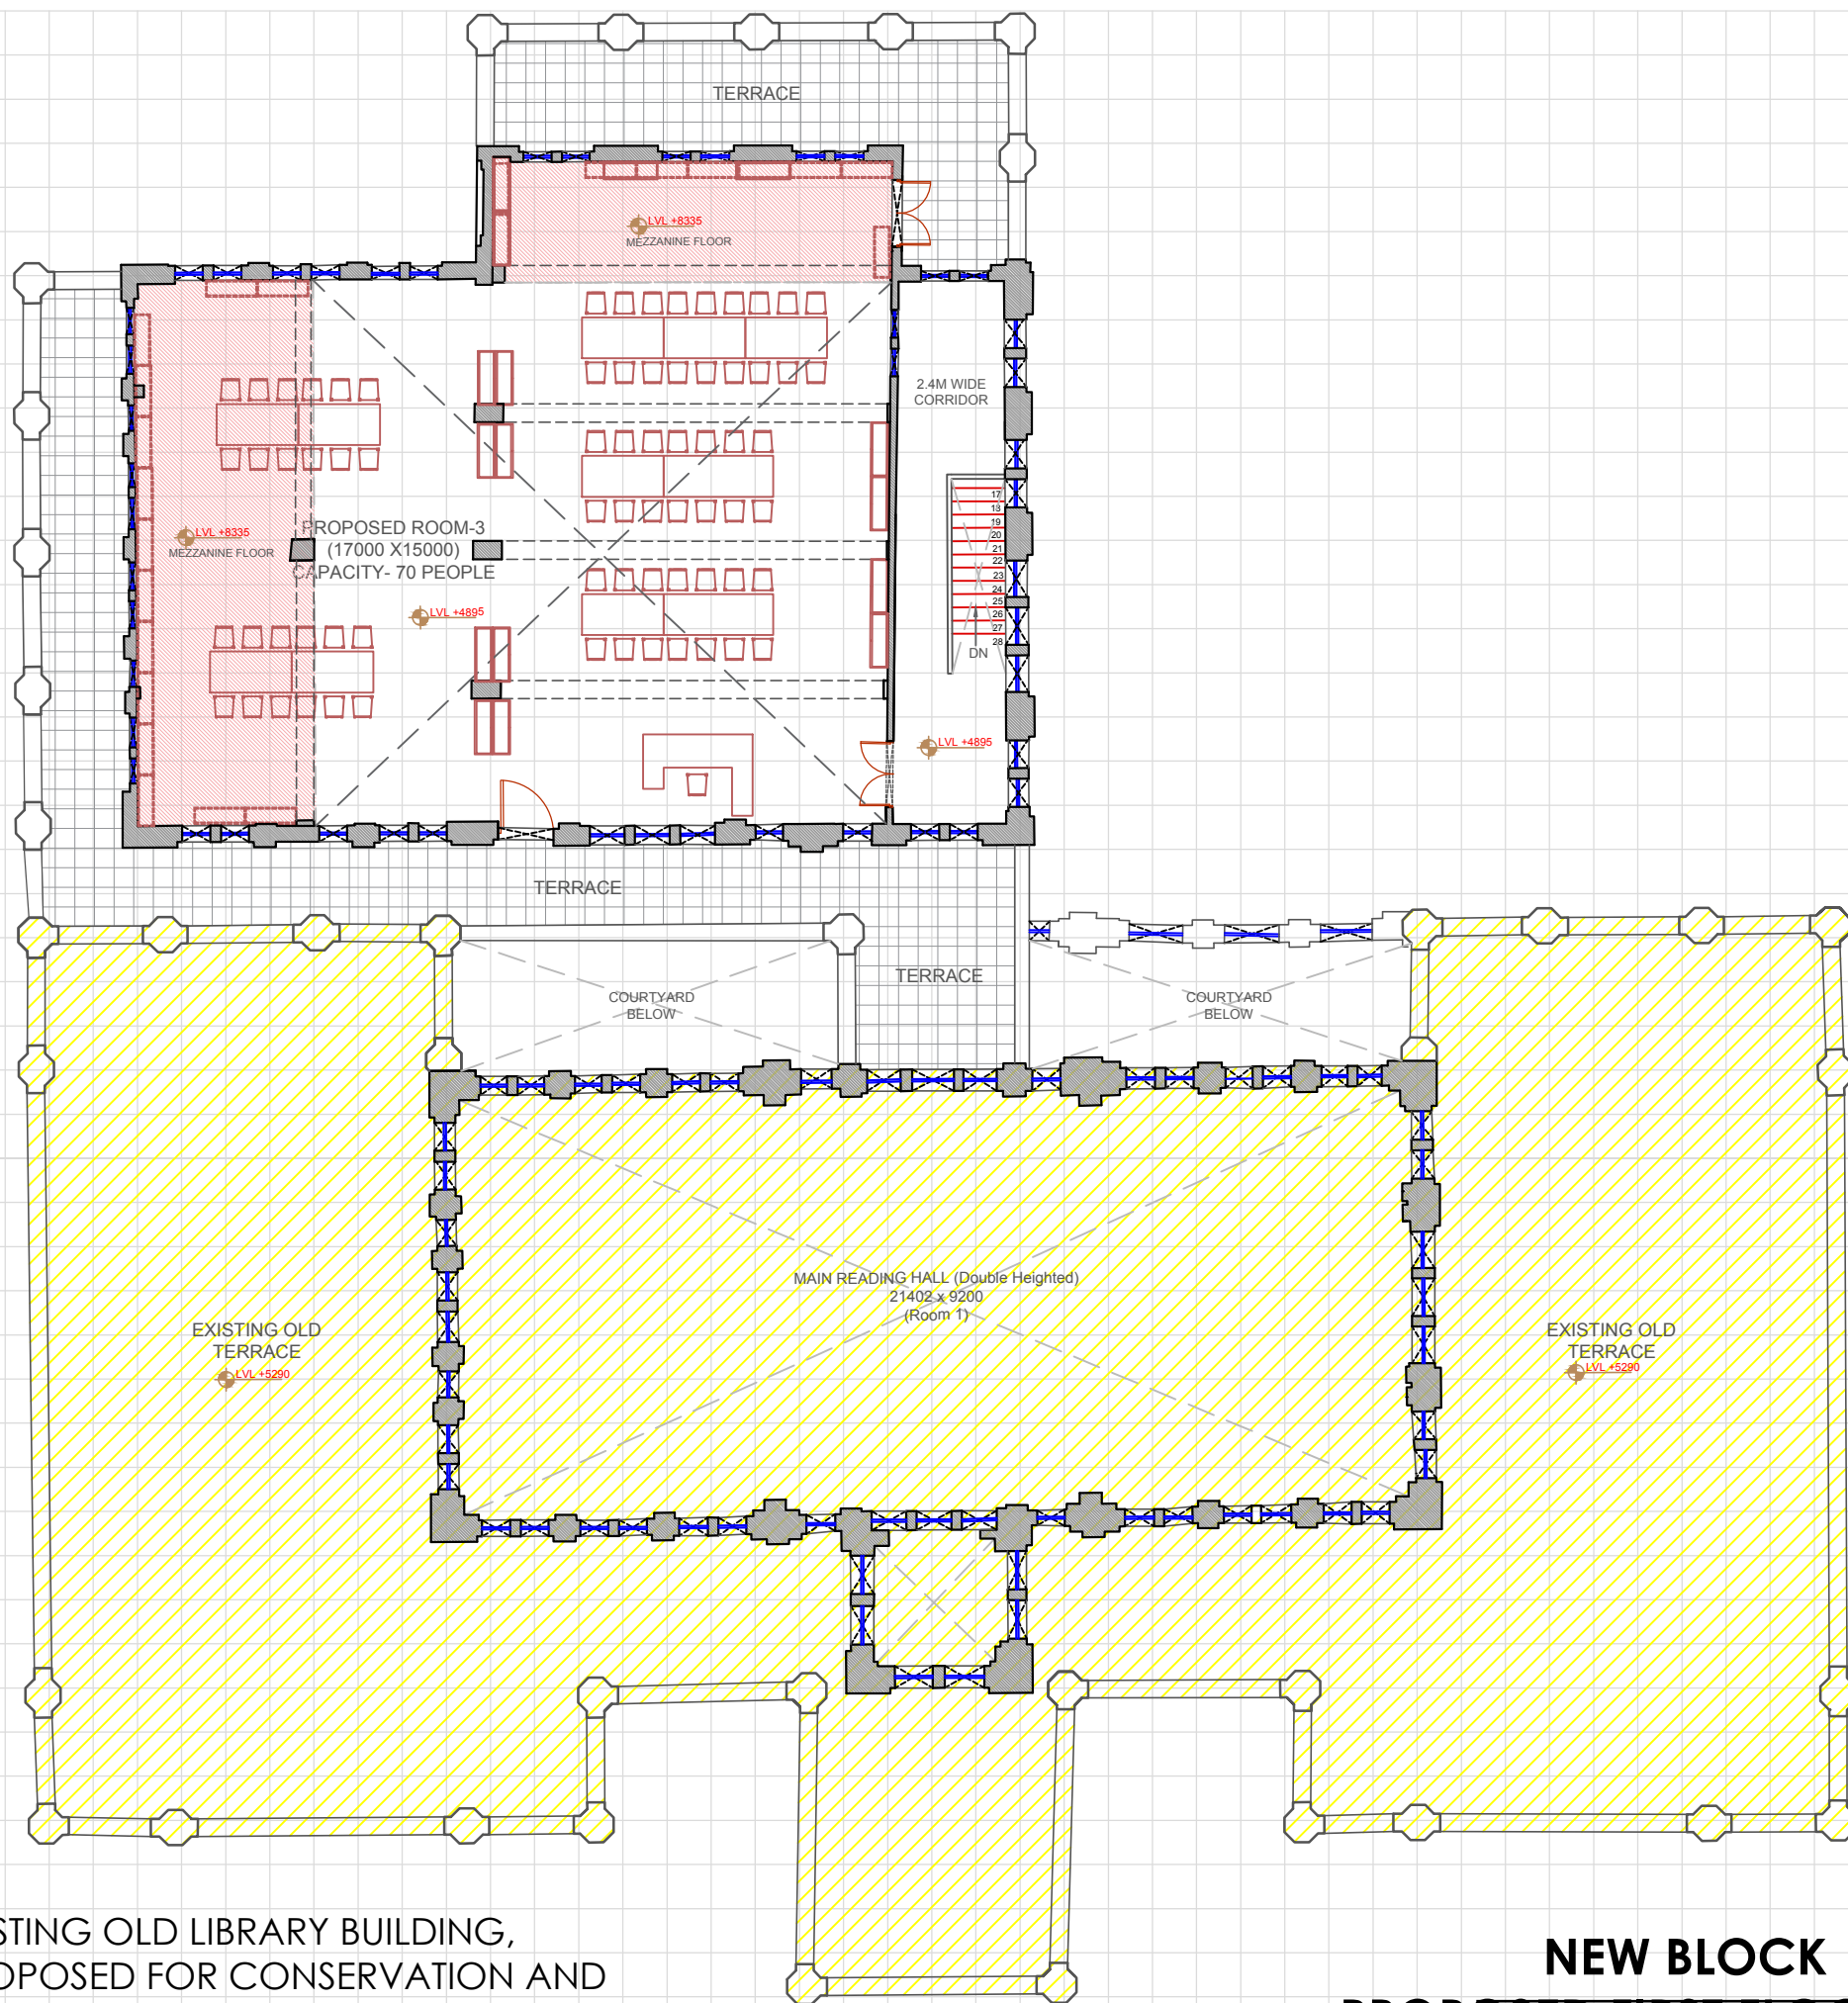 TERRACE
LVL +8335
MEZZANINE FLOOR
2.4M WIDE
CORRIDOR
17
18
19
20
21
22
23
24
25
26
27
28
DN
PROPOSED ROOM-3
(17000 X15000)
CAPACITY- 70 PEOPLE
LVL +8335
MEZZANINE FLOOR
LVL +4895
LVL +4895
TERRACE
TERRACE
COURTYARD
BELOW
COURTYARD
BELOW
MAIN READING HALL (Double Heighted)
21402 x 9200
(Room 1)
EXISTING OLD
TERRACE
LVL +5290
EXISTING OLD
TERRACE
LVL +5290
STING OLD LIBRARY BUILDING,
OPOSED FOR CONSERVATION AND
NEW BLOCK